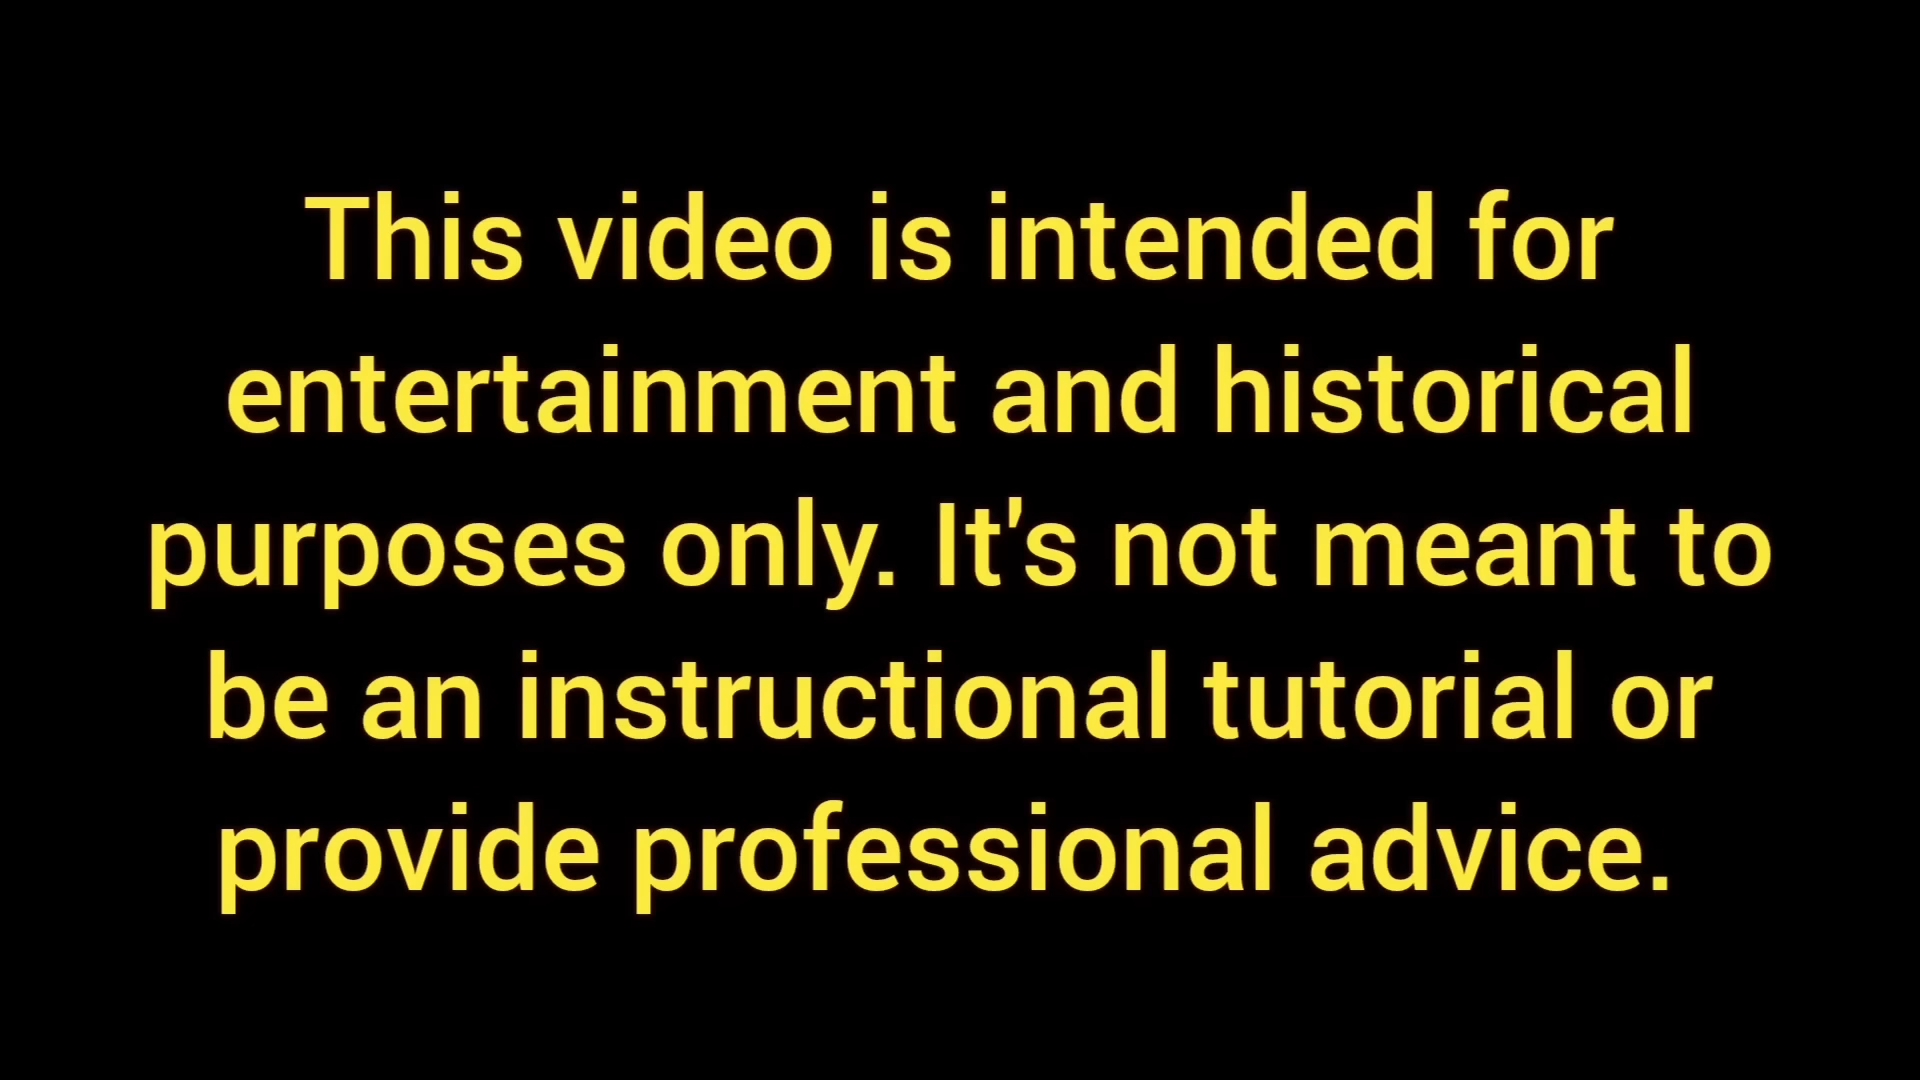 This video is intended for
entertainment and historical
purposes only. It's not meant to
be an instructional tutorial or
provide professional advice.